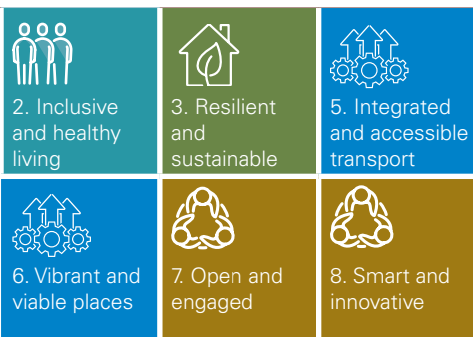 2. Inclusive
and healthy
living
3. Resilient
and
sustainable
5. Integrated
and accessible
transport
6. Vibrant and
viable places
7. Open and
engaged
8. Smart and
innovative